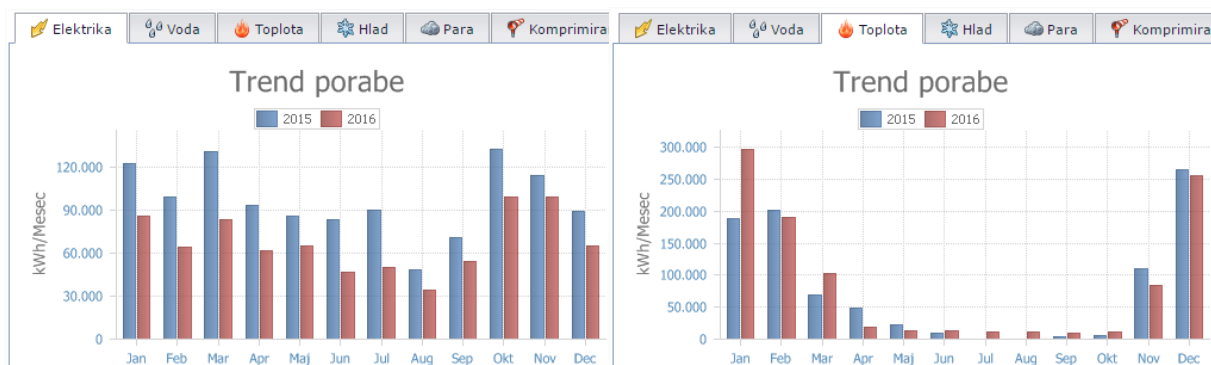 Elektrika Voda Toplota Hlad Para Komprimira
Trend porabe
2015 2016
kWh/Mesec
120.000
90.000
60.000
30.000
0
Jan Feb Mar Apr Maj Jun Jul Aug Sep Okt Nov Dec
Elektrika Voda Toplota Hlad Para Komprimira
Trend porabe
2015 2016
kWh/Mesec
300.000
250.000
200.000
150.000
100.000
50.000
0
Jan Feb Mar Apr Maj Jun Jul Aug Sep Okt Nov Dec